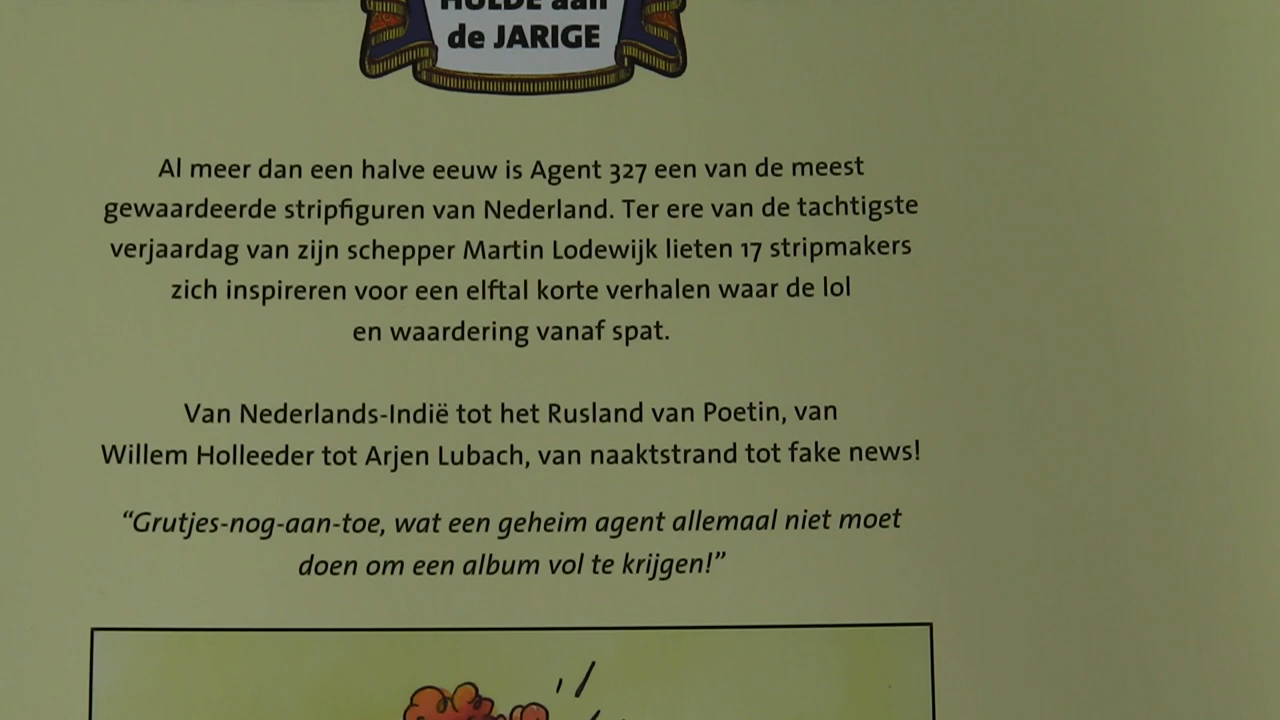 HULDE aan
de JARIGE
Al meer dan een halve eeuw is Agent 327 een van de meest
gewaardeerde stripfiguren van Nederland. Ter ere van de tachtigste
verjaardag van zijn schepper Martin Lodewijk lieten 17 stripmakers
zich inspireren voor een elftal korte verhalen waar de lol
en waardering vanaf spat.
Van Nederlands-Indië tot het Rusland van Poetin, van
Willem Holleeder tot Arjen Lubach, van naaktstrand tot fake news!
“Grutjes-nog-aan-toe, wat een geheim agent allemaal niet moet
doen om een album vol te krijgen!”